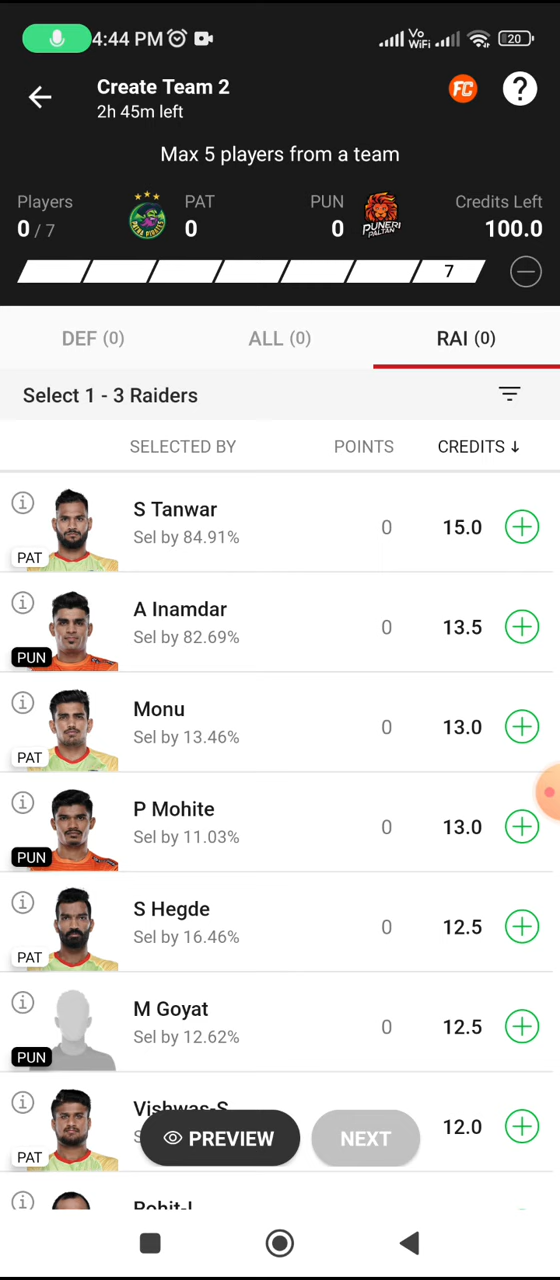 4:44 PM
Vo
WiFi
20
Create Team 2
2h 45m left
FC
?
Max 5 players from a team
Players
0 / 7
PAT
0
PUN
0
PUNERI
PALTAN
Credits Left
100.0
7
DEF (0)
ALL (0)
RAI (0)
Select 1 - 3 Raiders
SELECTED BY
POINTS
CREDITS ↓
S Tanwar
Sel by 84.91%
PAT
0
15.0
A Inamdar
Sel by 82.69%
PUN
0
13.5
Monu
Sel by 13.46%
PAT
0
13.0
P Mohite
Sel by 11.03%
PUN
0
13.0
S Hegde
Sel by 16.46%
PAT
0
12.5
M Goyat
Sel by 12.62%
PUN
0
12.5
Vishwas-S
PAT
12.0
PREVIEW
NEXT